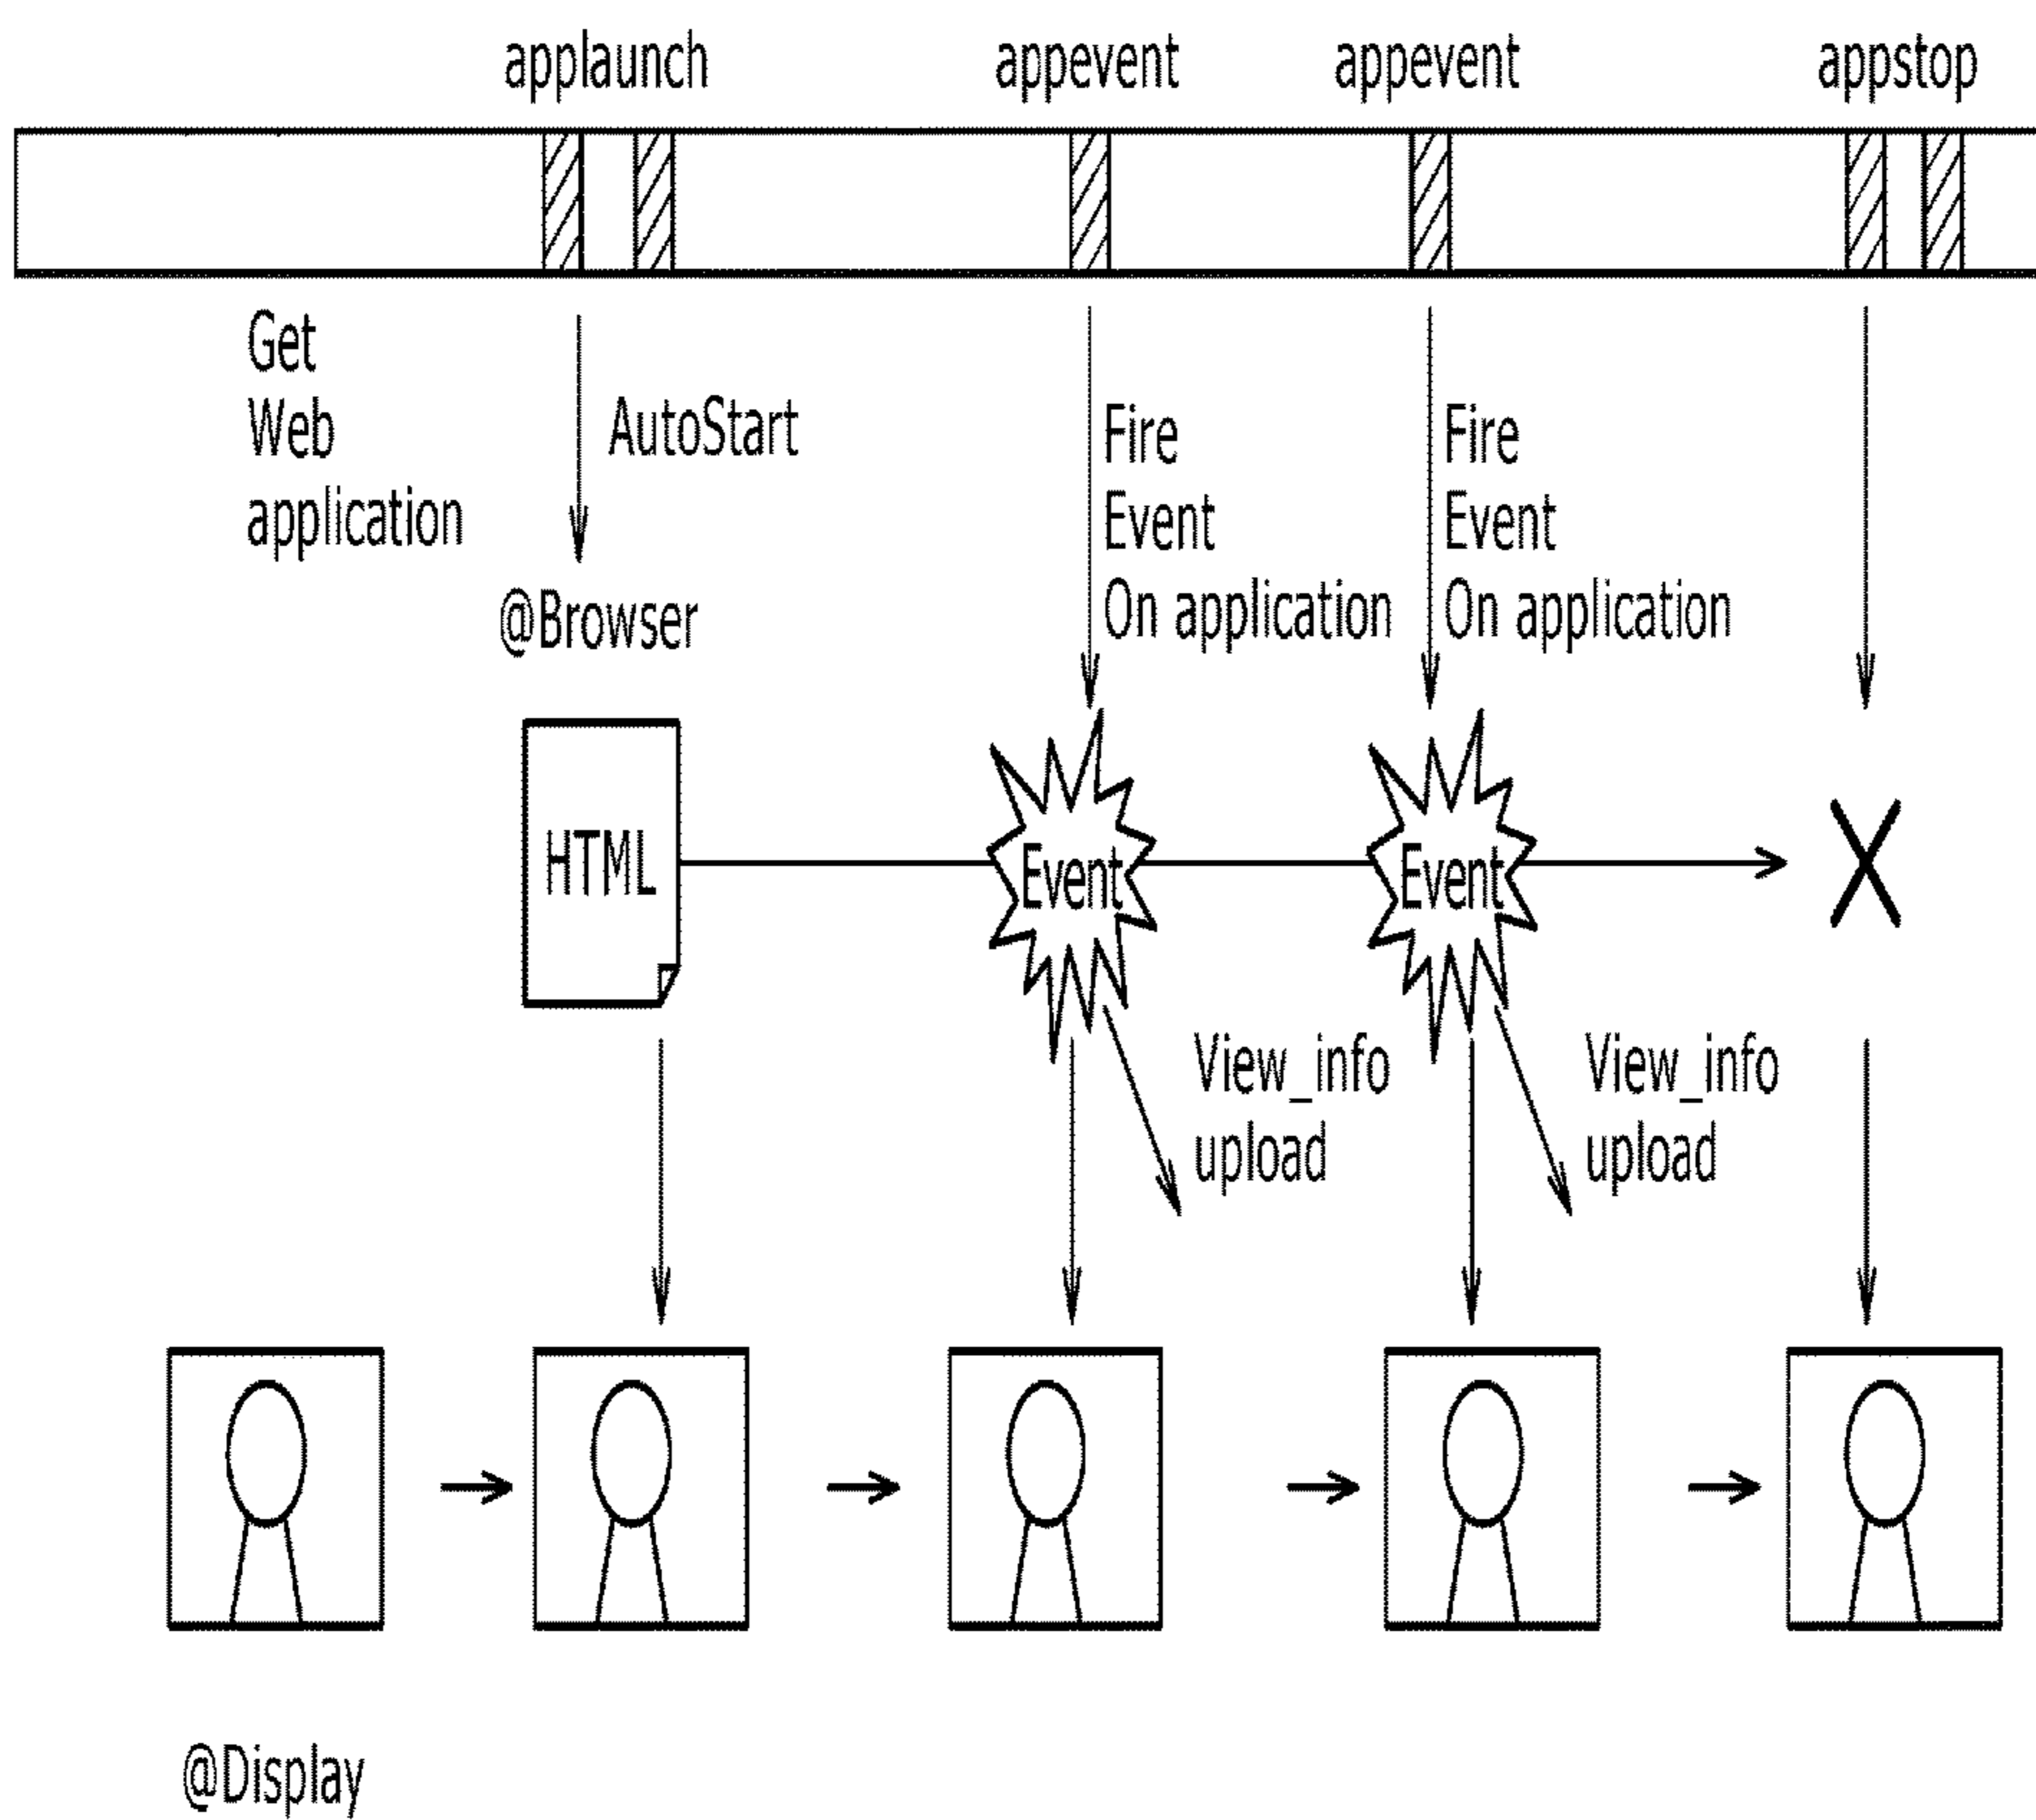 applaunch
appevent
appevent
appstop
Get
Web
application
AutoStart
Fire
Event
On application
Fire
Event
On application
@Browser
HTML
Event
Event
View_info
upload
View_info
upload
@Display